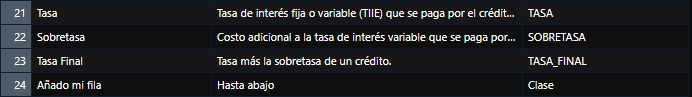 21 Tasa Tasa de interés fija o variable (TIIE) que se paga por el crédit... TASA
22 Sobretasa Costo adicional a la tasa de interés variable que se paga por... SOBRETASA
23 Tasa Final Tasa más la sobretasa de un crédito. TASA_FINAL
24 Añado mi fila Hasta abajo Clase